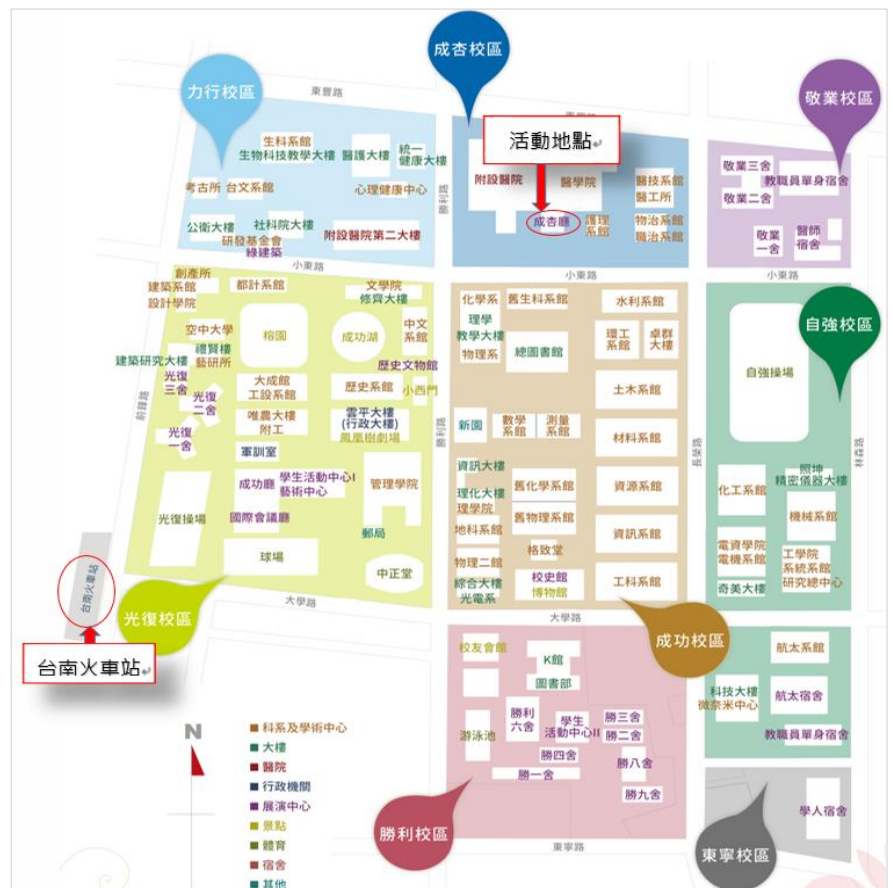 成杏校區
力行校區
敬業校區
東豐路
活動地點
生科系館
生物科技教學大樓
醫護大樓
統一
健康大樓
考古所
台文系館
心理健康中心
公衛大樓
社科院大樓
研發基金會
綠建築
附設醫院第二大樓
勝利路
附設醫院
醫學院
成杏廳
護理
系館
醫技系館
醫工所
物治系館
職治系館
敬業三舍
教職員單身宿舍
敬業二舍
敬業
一舍
醫師
宿舍
小東路
小東路
小東路
創產所
建築系館
設計學院
都計系館
文學院
修齊大樓
空中大學
榕園
成功湖
中文
系館
禮賢樓
藝研所
建築研究大樓
歷史文物館
光復
三舍
大成館
工設系館
歷史系館
小西門
光復
二舍
唯農大樓
附工
雲平大樓
(行政大樓)
鳳凰樹劇場
光復
一舍
軍訓室
前鋒路
勝利路
成功廳
學生活動中心I
藝術中心
管理學院
光復操場
國際會議廳
郵局
球場
中正堂
台南火車站
光復校區
大學路
台南火車站
化學系
舊生科系館
水利系館
理學
教學大樓
物理系
總圖書館
環工
系館
卓群
大樓
土木系館
新園
數學
系館
測量
系館
材料系館
資訊大樓
理化大樓
理學院
舊化學系館
資源系館
地科系館
舊物理系館
資訊系館
物理二館
格致堂
綜合大樓
光電系
校史館
博物館
工科系館
大學路
成功校區
長榮路
自強校區
自強操場
林森路
照坤
精密儀器大樓
化工系館
機械系館
電資學院
電機系館
工學院
系統系館
研究總中心
奇美大樓
校友會館
K館
圖書部
游泳池
勝利
六舍
學生
活動中心II
勝三舍
勝二舍
勝四舍
勝一舍
勝八舍
勝九舍
勝利校區
東寧路
航太系館
科技大樓
微奈米中心
航太宿舍
教職員單身宿舍
學人宿舍
東寧校區
N
科系及學術中心
大樓
醫院
行政機關
展演中心
景點
體育
宿舍
其他